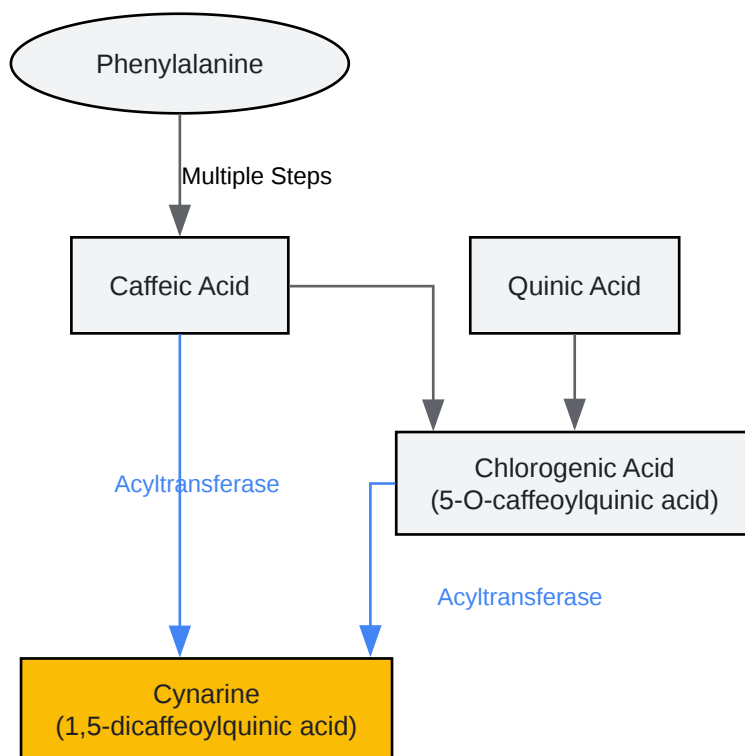 Phenylalanine
Multiple Steps
Caffeic Acid
Quinic Acid
Chlorogenic Acid
(5-O-caffeoylquinic acid)
Acyltransferase
Acyltransferase
Cynarine
(1,5-dicaffeoylquinic acid)